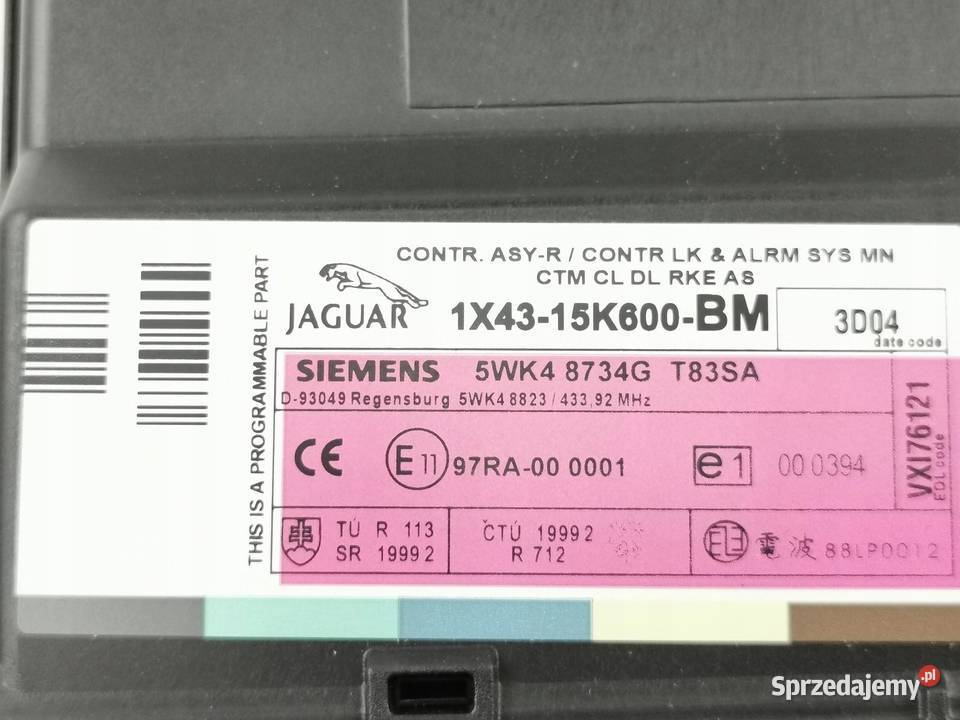 CONTR. ASY-R / CONTR LK & ALRM SYS MN
CTM CL DL RKE AS
JAGUAR 1X43-15K600-BM
3D04
date code
SIEMENS 5WK4 8734G T83SA
D-93049 Regensburg 5WK4 8823 / 433,92 MHz
CE E11 97RA-00 0001 e1 00 0394
VXI76121
EDL code
TÚ R 113
SR 1999 2
ČTÚ 1999 2
R 712
電波 88LP0012
THIS IS A PROGRAMMABLE PART
Sprzedajemy.pl